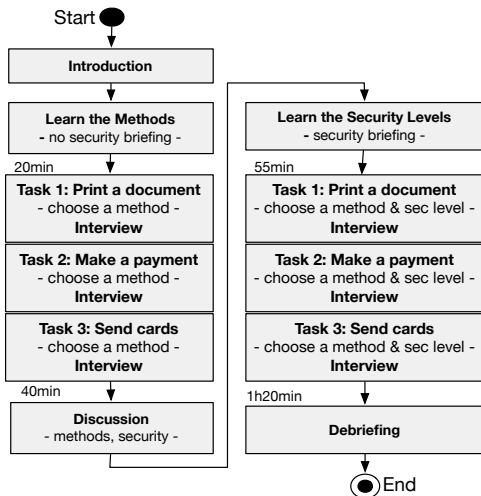 Start
Introduction
Learn the Methods
- no security briefing -
20min
Task 1: Print a document
- choose a method -
Interview
Task 2: Make a payment
- choose a method -
Interview
Task 3: Send cards
- choose a method -
Interview
40min
Discussion
- methods, security -
Learn the Security Levels
- security briefing -
55min
Task 1: Print a document
- choose a method & sec level -
Interview
Task 2: Make a payment
- choose a method & sec level -
Interview
Task 3: Send cards
- choose a method & sec level -
Interview
1h20min
Debriefing
End